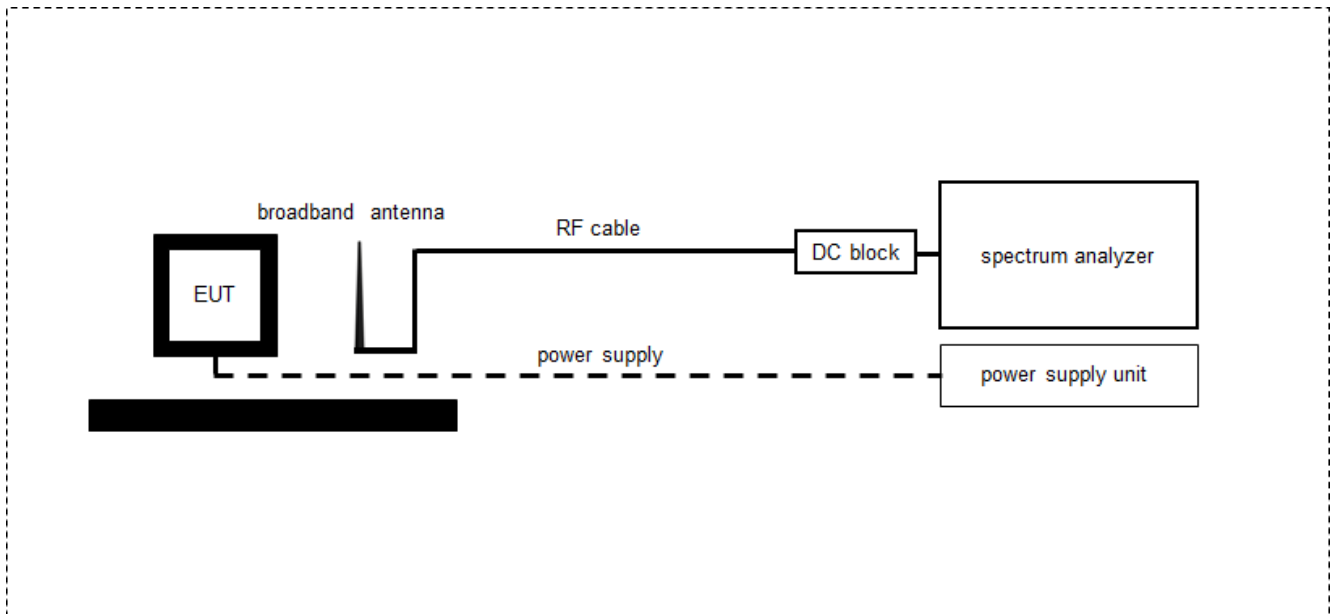 broadband antenna
RF cable
DC block
spectrum analyzer
EUT
power supply
power supply unit